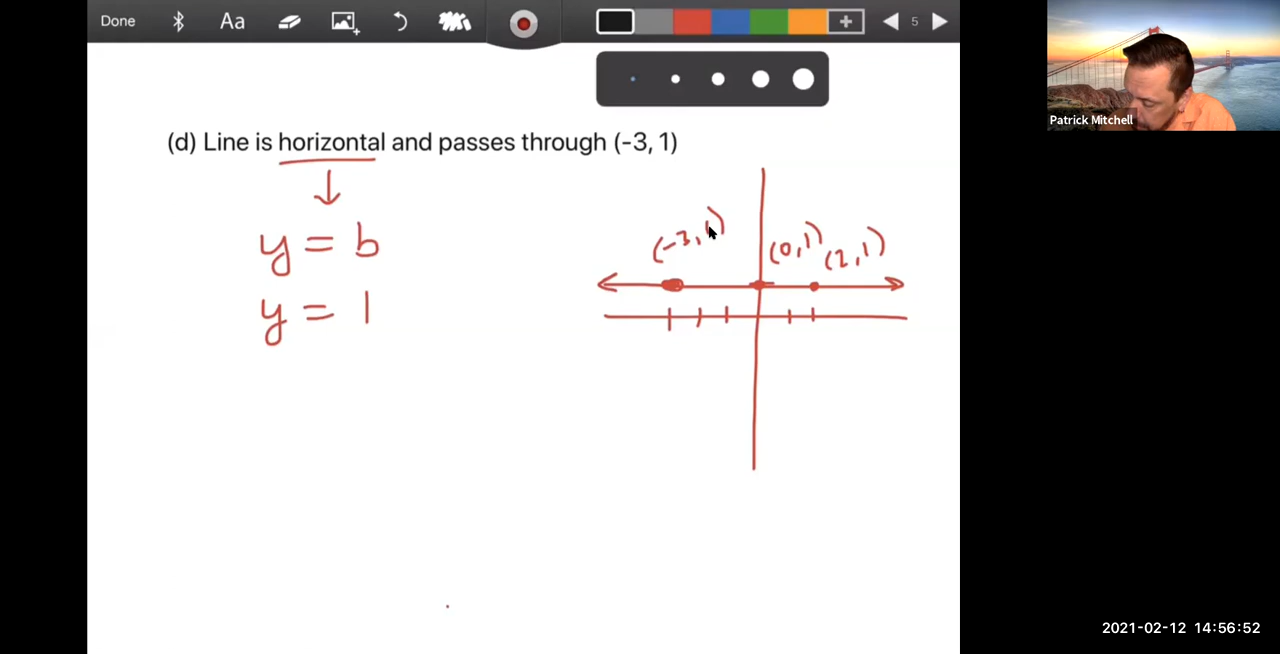 Done Aa 5
Patrick Mitchell
(d) Line is horizontal and passes through (-3, 1)
↓
y = b
y = 1
(-3, 1) (0, 1) (2, 1)
2021-02-12 14:56:52